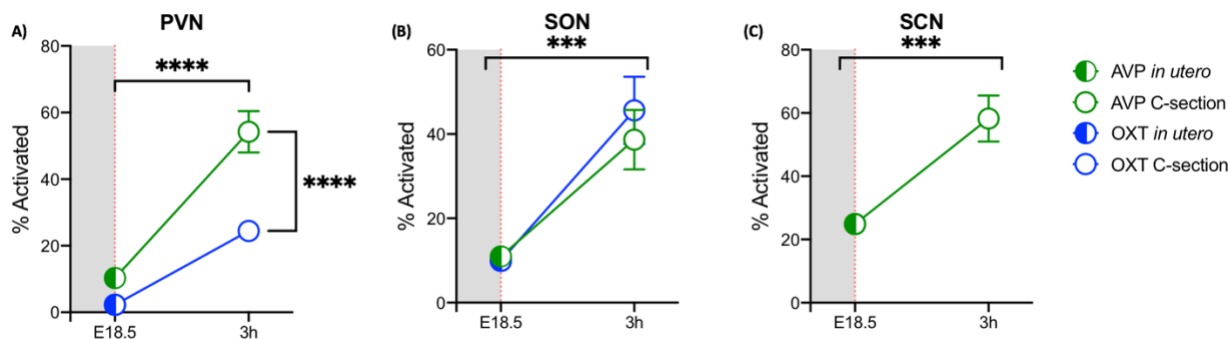 A)
PVN
****
****
% Activated
80
60
40
20
0
E18.5
3h
(B)
SON
***
% Activated
60
40
20
0
E18.5
3h
(C)
SCN
***
% Activated
80
60
40
20
0
E18.5
3h
AVP in utero
AVP C-section
OXT in utero
OXT C-section